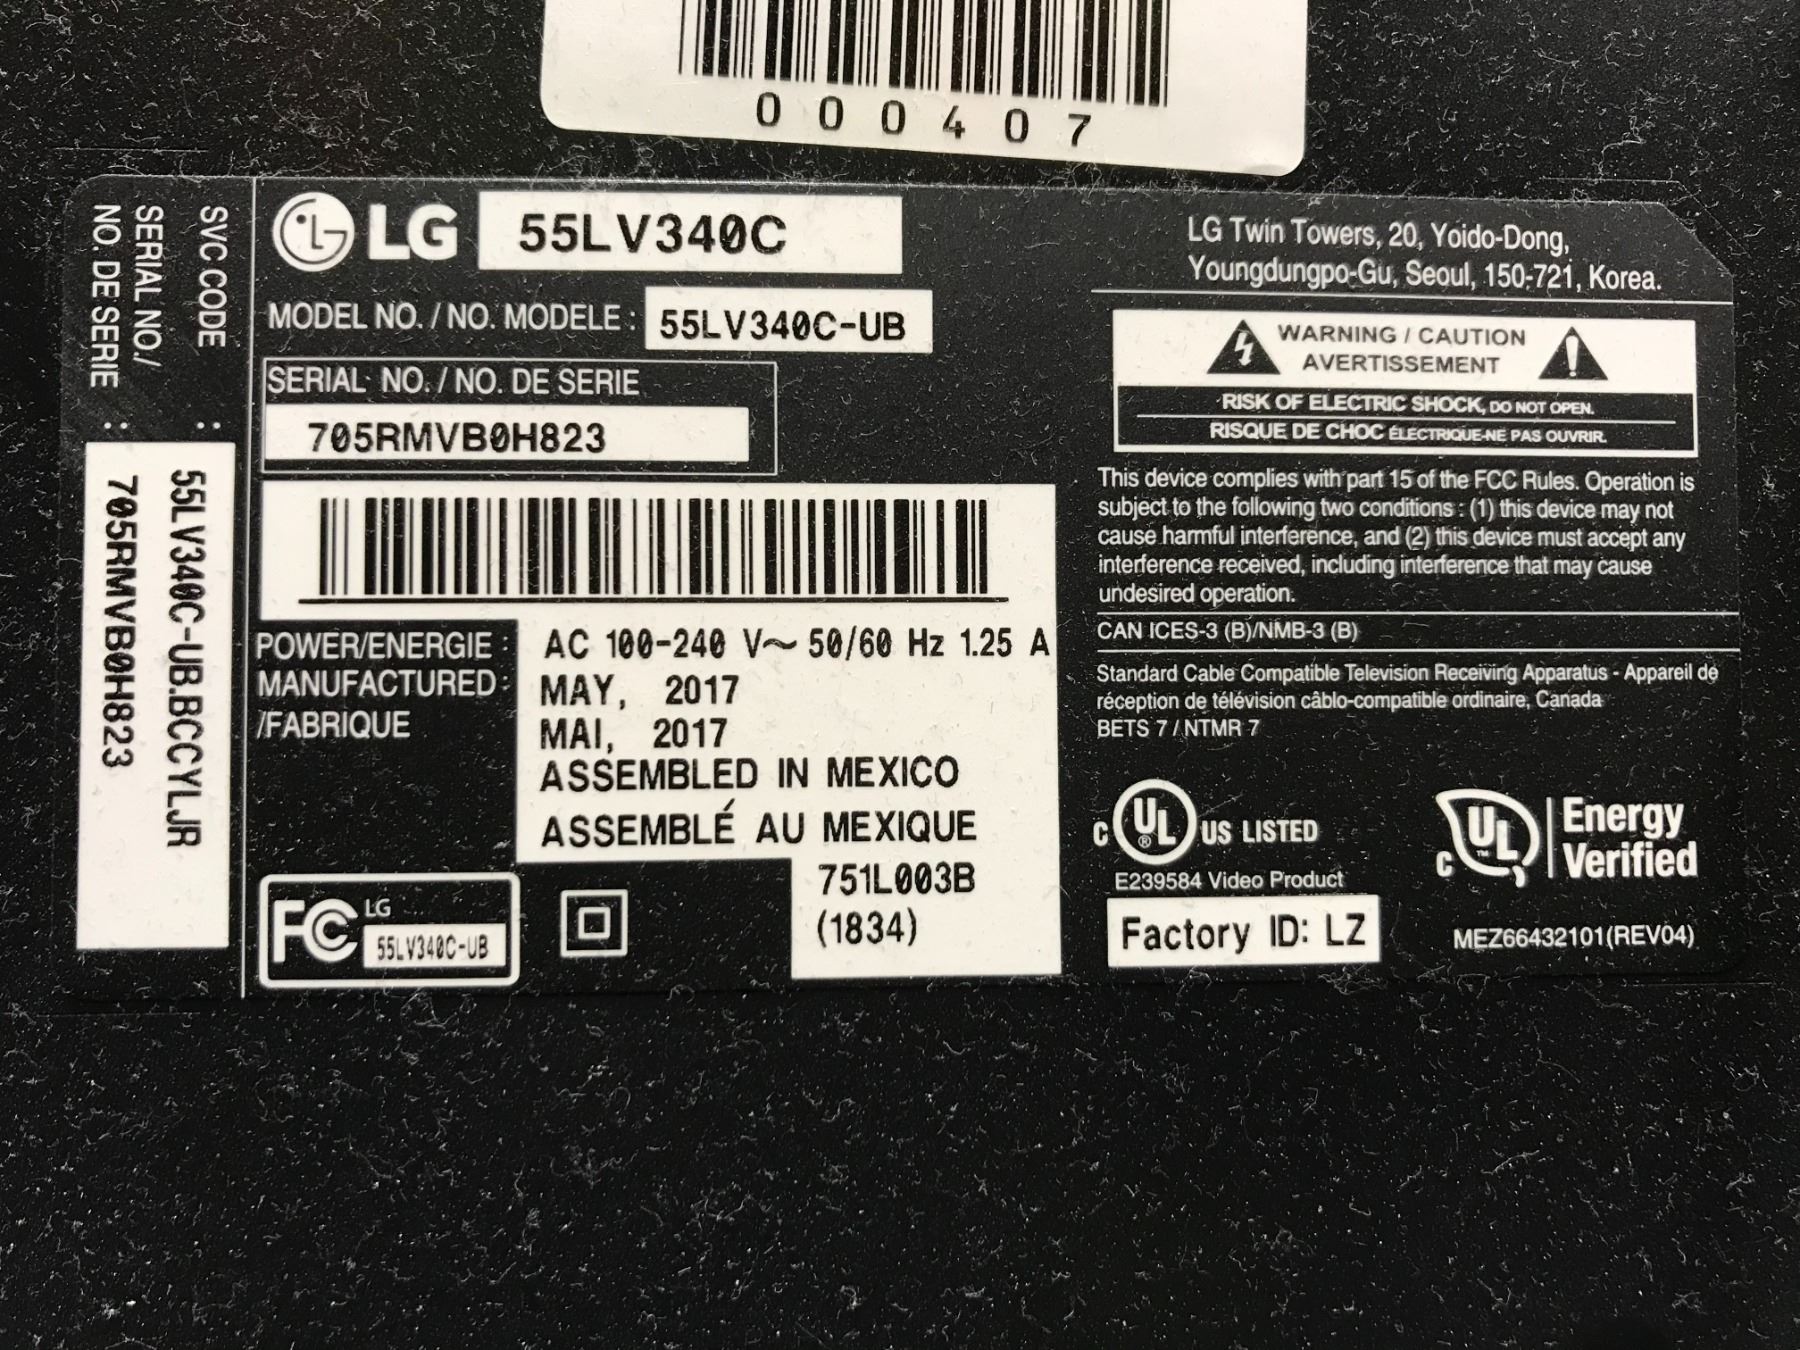 000407
LG 55LV340C
MODEL NO. / NO. MODELE : 55LV340C-UB
SERIAL NO. / NO. DE SERIE
705RMVB0H823
POWER/ENERGIE : AC 100-240 V~ 50/60 Hz 1.25 A
MANUFACTURED : MAY, 2017
/FABRIQUE MAI, 2017
ASSEMBLED IN MEXICO
ASSEMBLÉ AU MEXIQUE
751L003B
(1834)
FC LG
55LV340C-UB
SVC CODE : 55LV340C-UB.BCCYLJR
SERIAL NO./
NO. DE SERIE : 705RMVB0H823
LG Twin Towers, 20, Yoido-Dong,
Youngdungpo-Gu, Seoul, 150-721, Korea.
WARNING / CAUTION
AVERTISSEMENT
RISK OF ELECTRIC SHOCK, DO NOT OPEN.
RISQUE DE CHOC ÉLECTRIQUE-NE PAS OUVRIR.
This device complies with part 15 of the FCC Rules. Operation is
subject to the following two conditions : (1) this device may not
cause harmful interference, and (2) this device must accept any
interference received, including interference that may cause
undesired operation.
CAN ICES-3 (B)/NMB-3 (B)
Standard Cable Compatible Television Receiving Apparatus - Appareil de
réception de télévision câblo-compatible ordinaire, Canada
BETS 7 / NTMR 7
C UL ® US LISTED
E239584 Video Product
Factory ID: LZ
C UL ™ Energy
Verified
MEZ66432101(REV04)